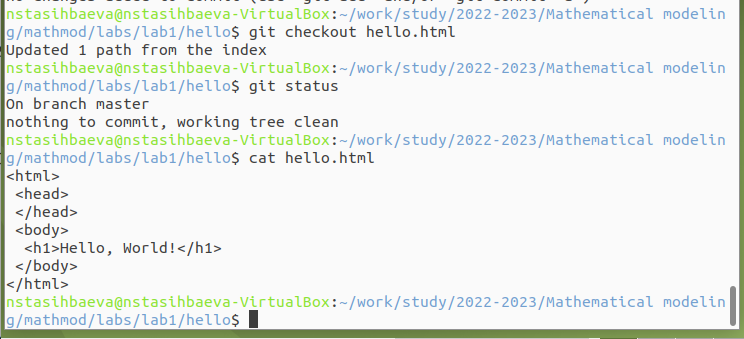 nstasihbaeva@nstasihbaeva-VirtualBox:~/work/study/2022-2023/Mathematical modelin
g/mathmod/labs/lab1/hello$ git checkout hello.html
Updated 1 path from the index
nstasihbaeva@nstasihbaeva-VirtualBox:~/work/study/2022-2023/Mathematical modelin
g/mathmod/labs/lab1/hello$ git status
On branch master
nothing to commit, working tree clean
nstasihbaeva@nstasihbaeva-VirtualBox:~/work/study/2022-2023/Mathematical modelin
g/mathmod/labs/lab1/hello$ cat hello.html
<html>
 <head>
 </head>
 <body>
  <h1>Hello, World!</h1>
 </body>
</html>
nstasihbaeva@nstasihbaeva-VirtualBox:~/work/study/2022-2023/Mathematical modelin
g/mathmod/labs/lab1/hello$